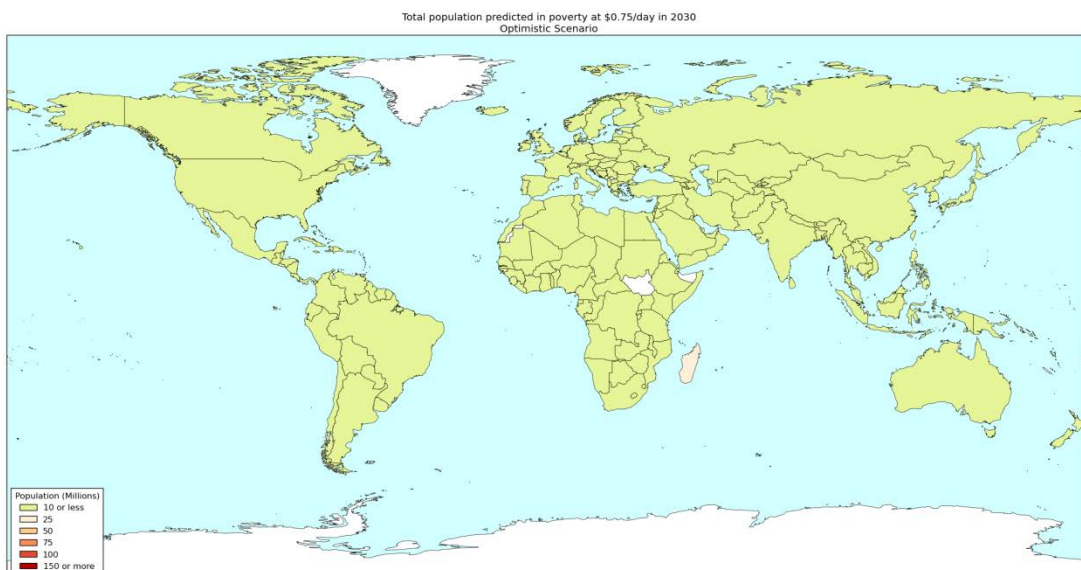 Total population predicted in poverty at $0.75/day in 2030
Optimistic Scenario
Population (Millions)
10 or less
25
50
75
100
150 or more